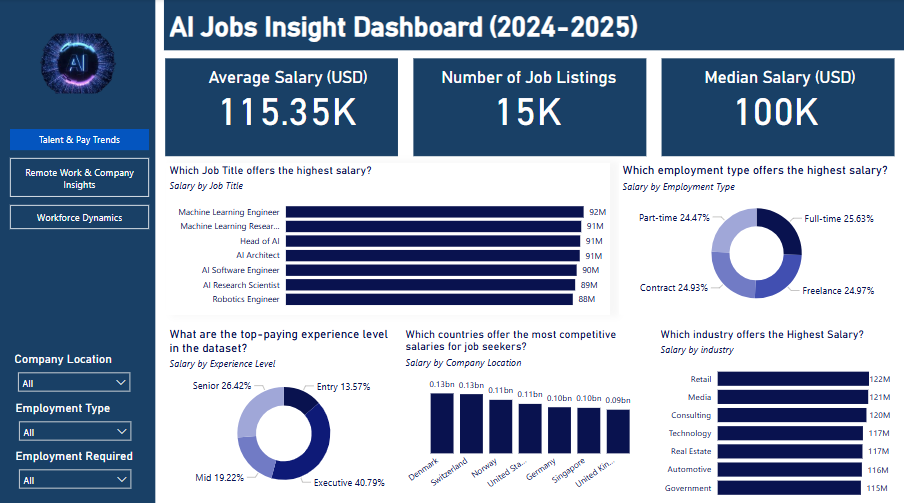 AI
Talent & Pay Trends
Remote Work & Company
Insights
Workforce Dynamics
Company Location
All
Employment Type
All
Employment Required
All
AI Jobs Insight Dashboard (2024-2025)
Average Salary (USD)
115.35K
Number of Job Listings
15K
Median Salary (USD)
100K
Which Job Title offers the highest salary?
Salary by Job Title
Machine Learning Engineer 92M
Machine Learning Resear... 91M
Head of AI 91M
AI Architect 91M
AI Software Engineer 90M
AI Research Scientist 89M
Robotics Engineer 88M
Which employment type offers the highest salary?
Salary by Employment Type
Part-time 24.47%
Full-time 25.63%
Contract 24.93%
Freelance 24.97%
What are the top-paying experience level
in the dataset?
Salary by Experience Level
Senior 26.42%
Entry 13.57%
Mid 19.22%
Executive 40.79%
Which countries offer the most competitive
salaries for job seekers?
Salary by Company Location
0.13bn 0.13bn 0.11bn 0.11bn 0.10bn 0.10bn 0.09bn
Denmark
Switzerland
Norway
United Sta...
Germany
Singapore
United Kin...
Which industry offers the Highest Salary?
Salary by industry
Retail 122M
Media 121M
Consulting 120M
Technology 117M
Real Estate 117M
Automotive 116M
Government 115M